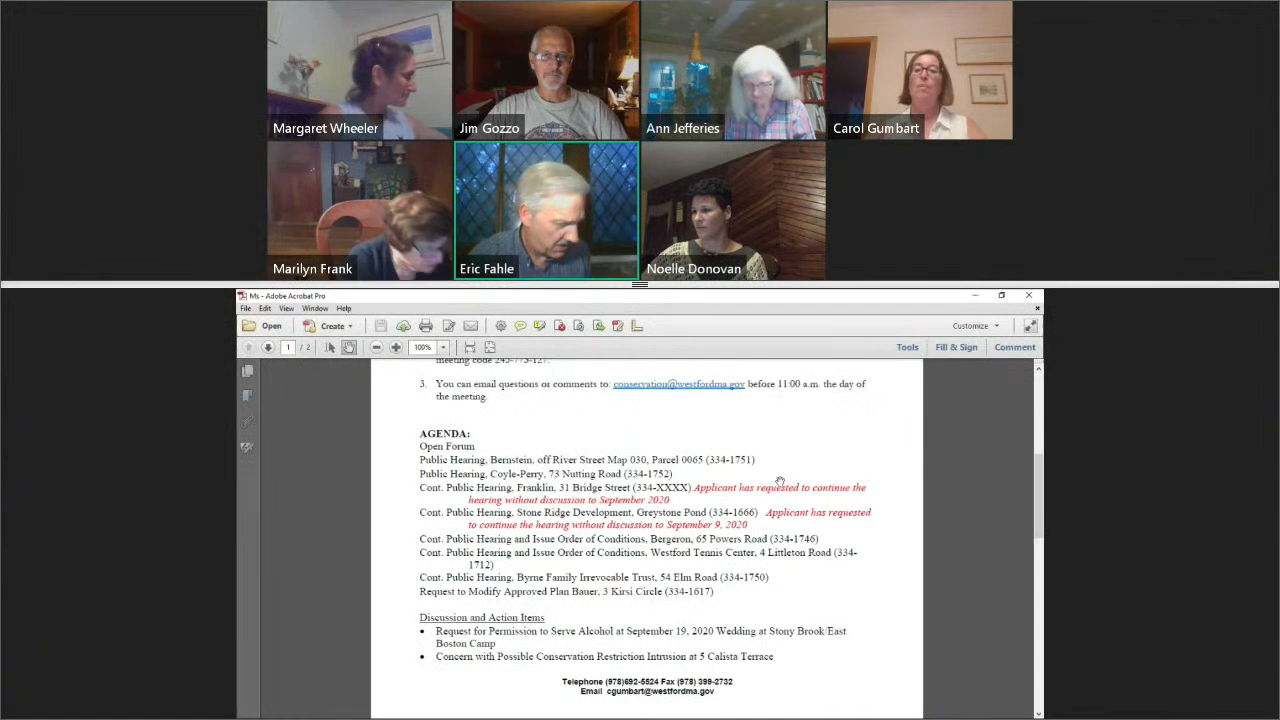 Margaret Wheeler
Jim Gozzo
Ann Jefferies
Carol Gumbart
Marilyn Frank
Eric Fahle
Noelle Donovan
Ms - Adobe Acrobat Pro
File Edit View Window Help
Open Create Customize
1 / 2 100% Tools Fill & Sign Comment
meeting code 245-773-127.
3. You can email questions or comments to: conservation@westfordma.gov before 11:00 a.m. the day of
the meeting.
AGENDA:
Open Forum
Public Hearing, Bernstein, off River Street Map 030, Parcel 0065 (334-1751)
Public Hearing, Coyle-Perry, 73 Nutting Road (334-1752)
Cont. Public Hearing, Franklin, 31 Bridge Street (334-XXXX) Applicant has requested to continue the
hearing without discussion to September 2020
Cont. Public Hearing, Stone Ridge Development, Greystone Pond (334-1666) Applicant has requested
to continue the hearing without discussion to September 9, 2020
Cont. Public Hearing and Issue Order of Conditions, Bergeron, 65 Powers Road (334-1746)
Cont. Public Hearing and Issue Order of Conditions, Westford Tennis Center, 4 Littleton Road (334-
1712)
Cont. Public Hearing, Byrne Family Irrevocable Trust, 54 Elm Road (334-1750)
Request to Modify Approved Plan Bauer, 3 Kirsi Circle (334-1617)
Discussion and Action Items
• Request for Permission to Serve Alcohol at September 19, 2020 Wedding at Stony Brook/East
Boston Camp
• Concern with Possible Conservation Restriction Intrusion at 5 Calista Terrace
Telephone (978)692-5524 Fax (978) 399-2732
Email cgumbart@westfordma.gov